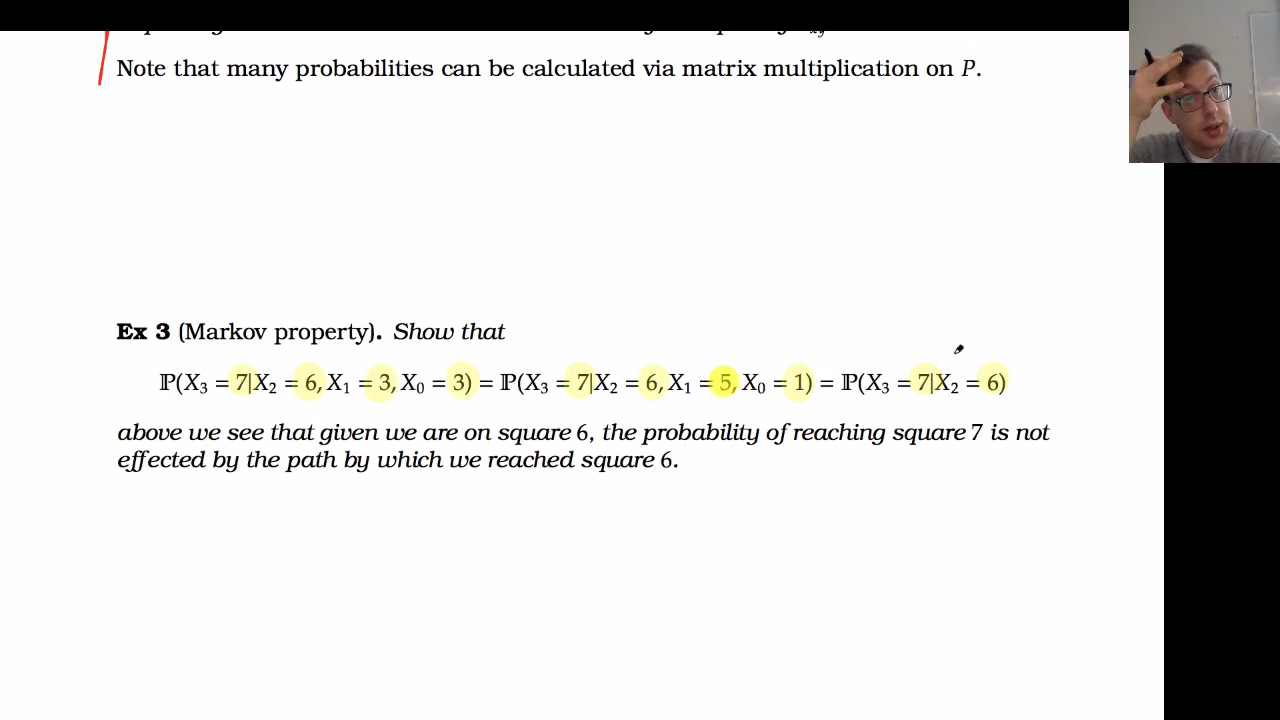 Note that many probabilities can be calculated via matrix multiplication on P.
Ex 3 (Markov property). Show that
ℙ(X₃ = 7|X₂ = 6, X₁ = 3, X₀ = 3) = ℙ(X₃ = 7|X₂ = 6, X₁ = 5, X₀ = 1) = ℙ(X₃ = 7|X₂ = 6)
above we see that given we are on square 6, the probability of reaching square 7 is not
effected by the path by which we reached square 6.